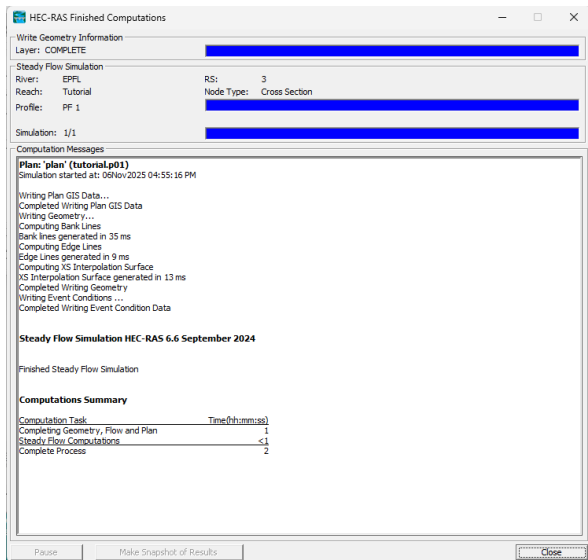 HEC-RAS Finished Computations
Write Geometry Information
Layer: COMPLETE
Steady Flow Simulation
River: EPFL RS: 3
Reach: Tutorial Node Type: Cross Section
Profile: PF 1
Simulation: 1/1
Computation Messages
Plan: 'plan' (tutorial.p01)
Simulation started at: 06Nov2025 04:55:16 PM
Writing Plan GIS Data...
Completed Writing Plan GIS Data
Writing Geometry...
Computing Bank Lines
Bank lines generated in 35 ms
Computing Edge Lines
Edge Lines generated in 9 ms
Computing XS Interpolation Surface
XS Interpolation Surface generated in 13 ms
Completed Writing Geometry
Writing Event Conditions ...
Completed Writing Event Condition Data
Steady Flow Simulation HEC-RAS 6.6 September 2024
Finished Steady Flow Simulation
Computations Summary
Computation Task Time(hh:mm:ss)
Completing Geometry, Flow and Plan 1
Steady Flow Computations <1
Complete Process 2
Pause Make Snapshot of Results Close